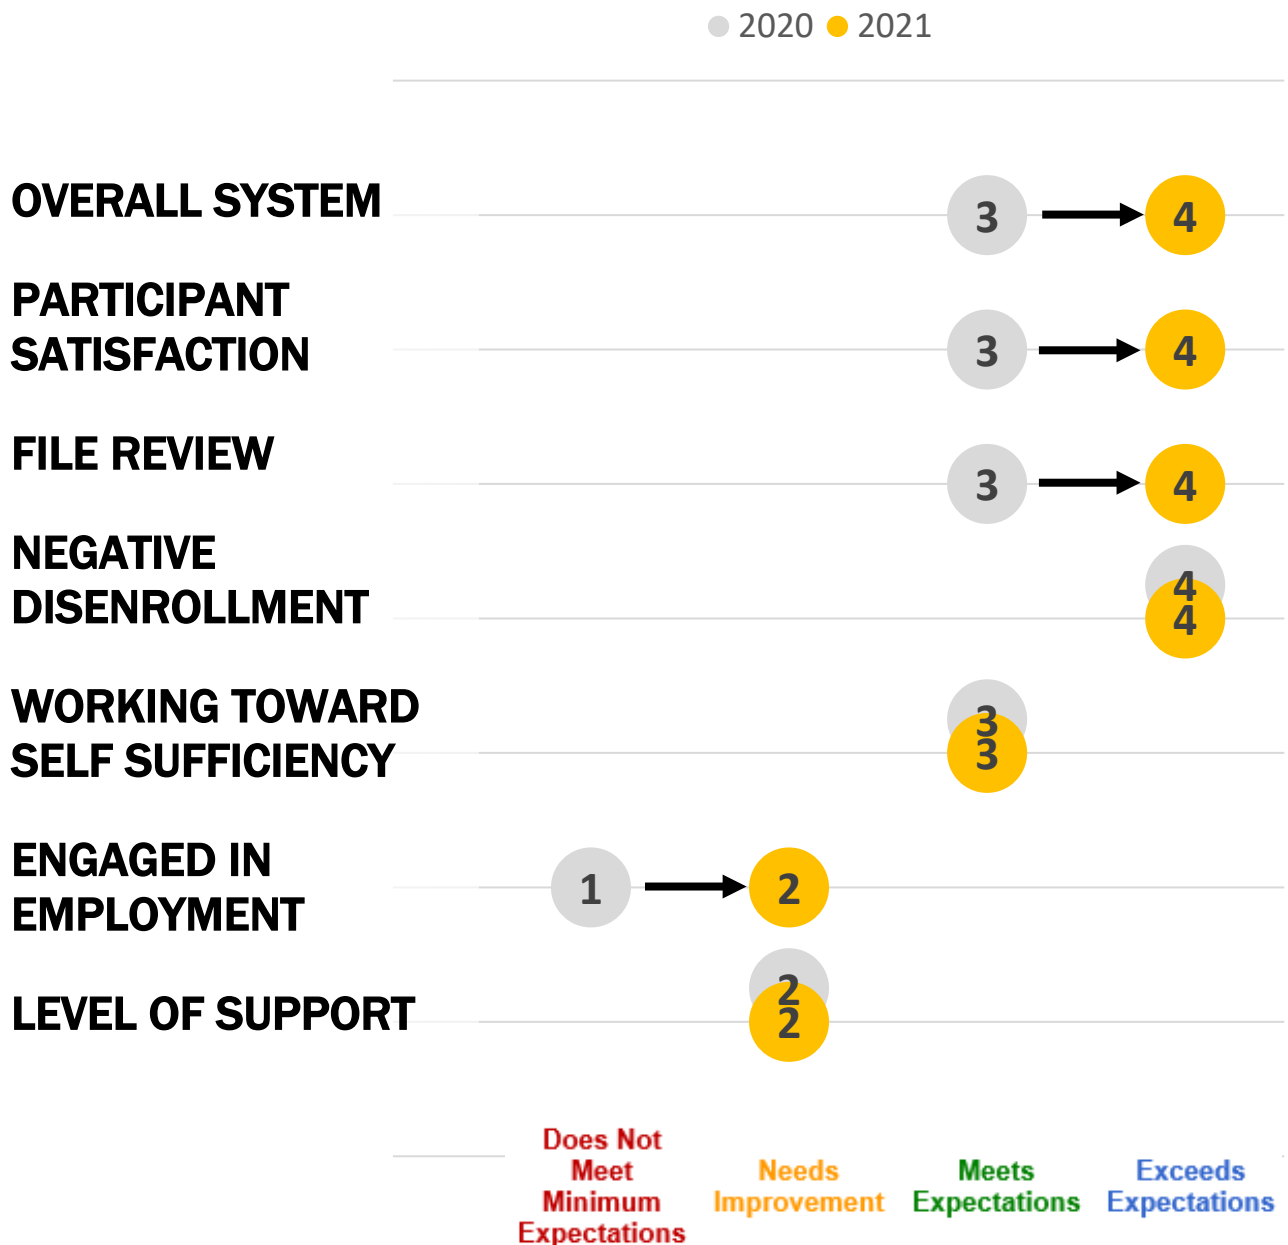 2020 2021
OVERALL SYSTEM
3 4
PARTICIPANT
SATISFACTION
3 4
FILE REVIEW
3 4
NEGATIVE
DISENROLLMENT
4
4
WORKING TOWARD
SELF SUFFICIENCY
3
3
ENGAGED IN
EMPLOYMENT
1 2
LEVEL OF SUPPORT
2
2
Does Not
Meet
Minimum
Expectations
Needs
Improvement
Meets
Expectations
Exceeds
Expectations